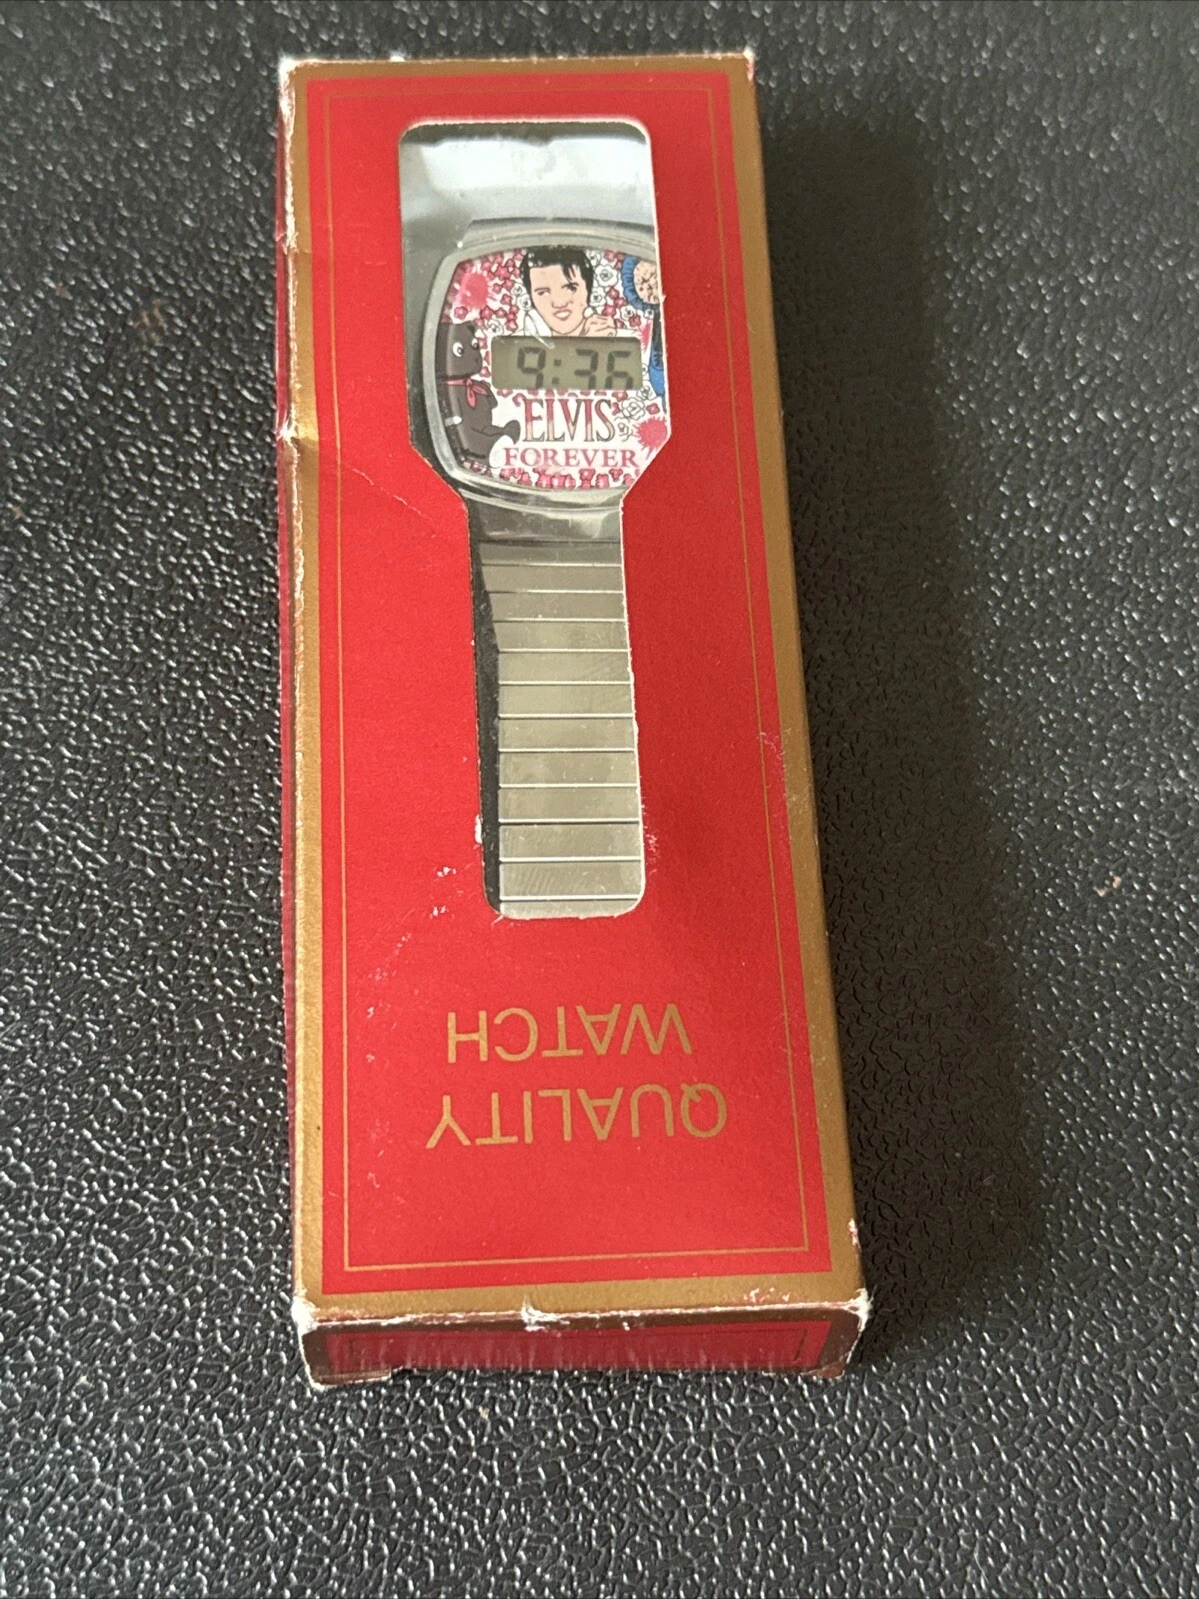 9:36
ELVIS
FOREVER
QUALITY
WATCH